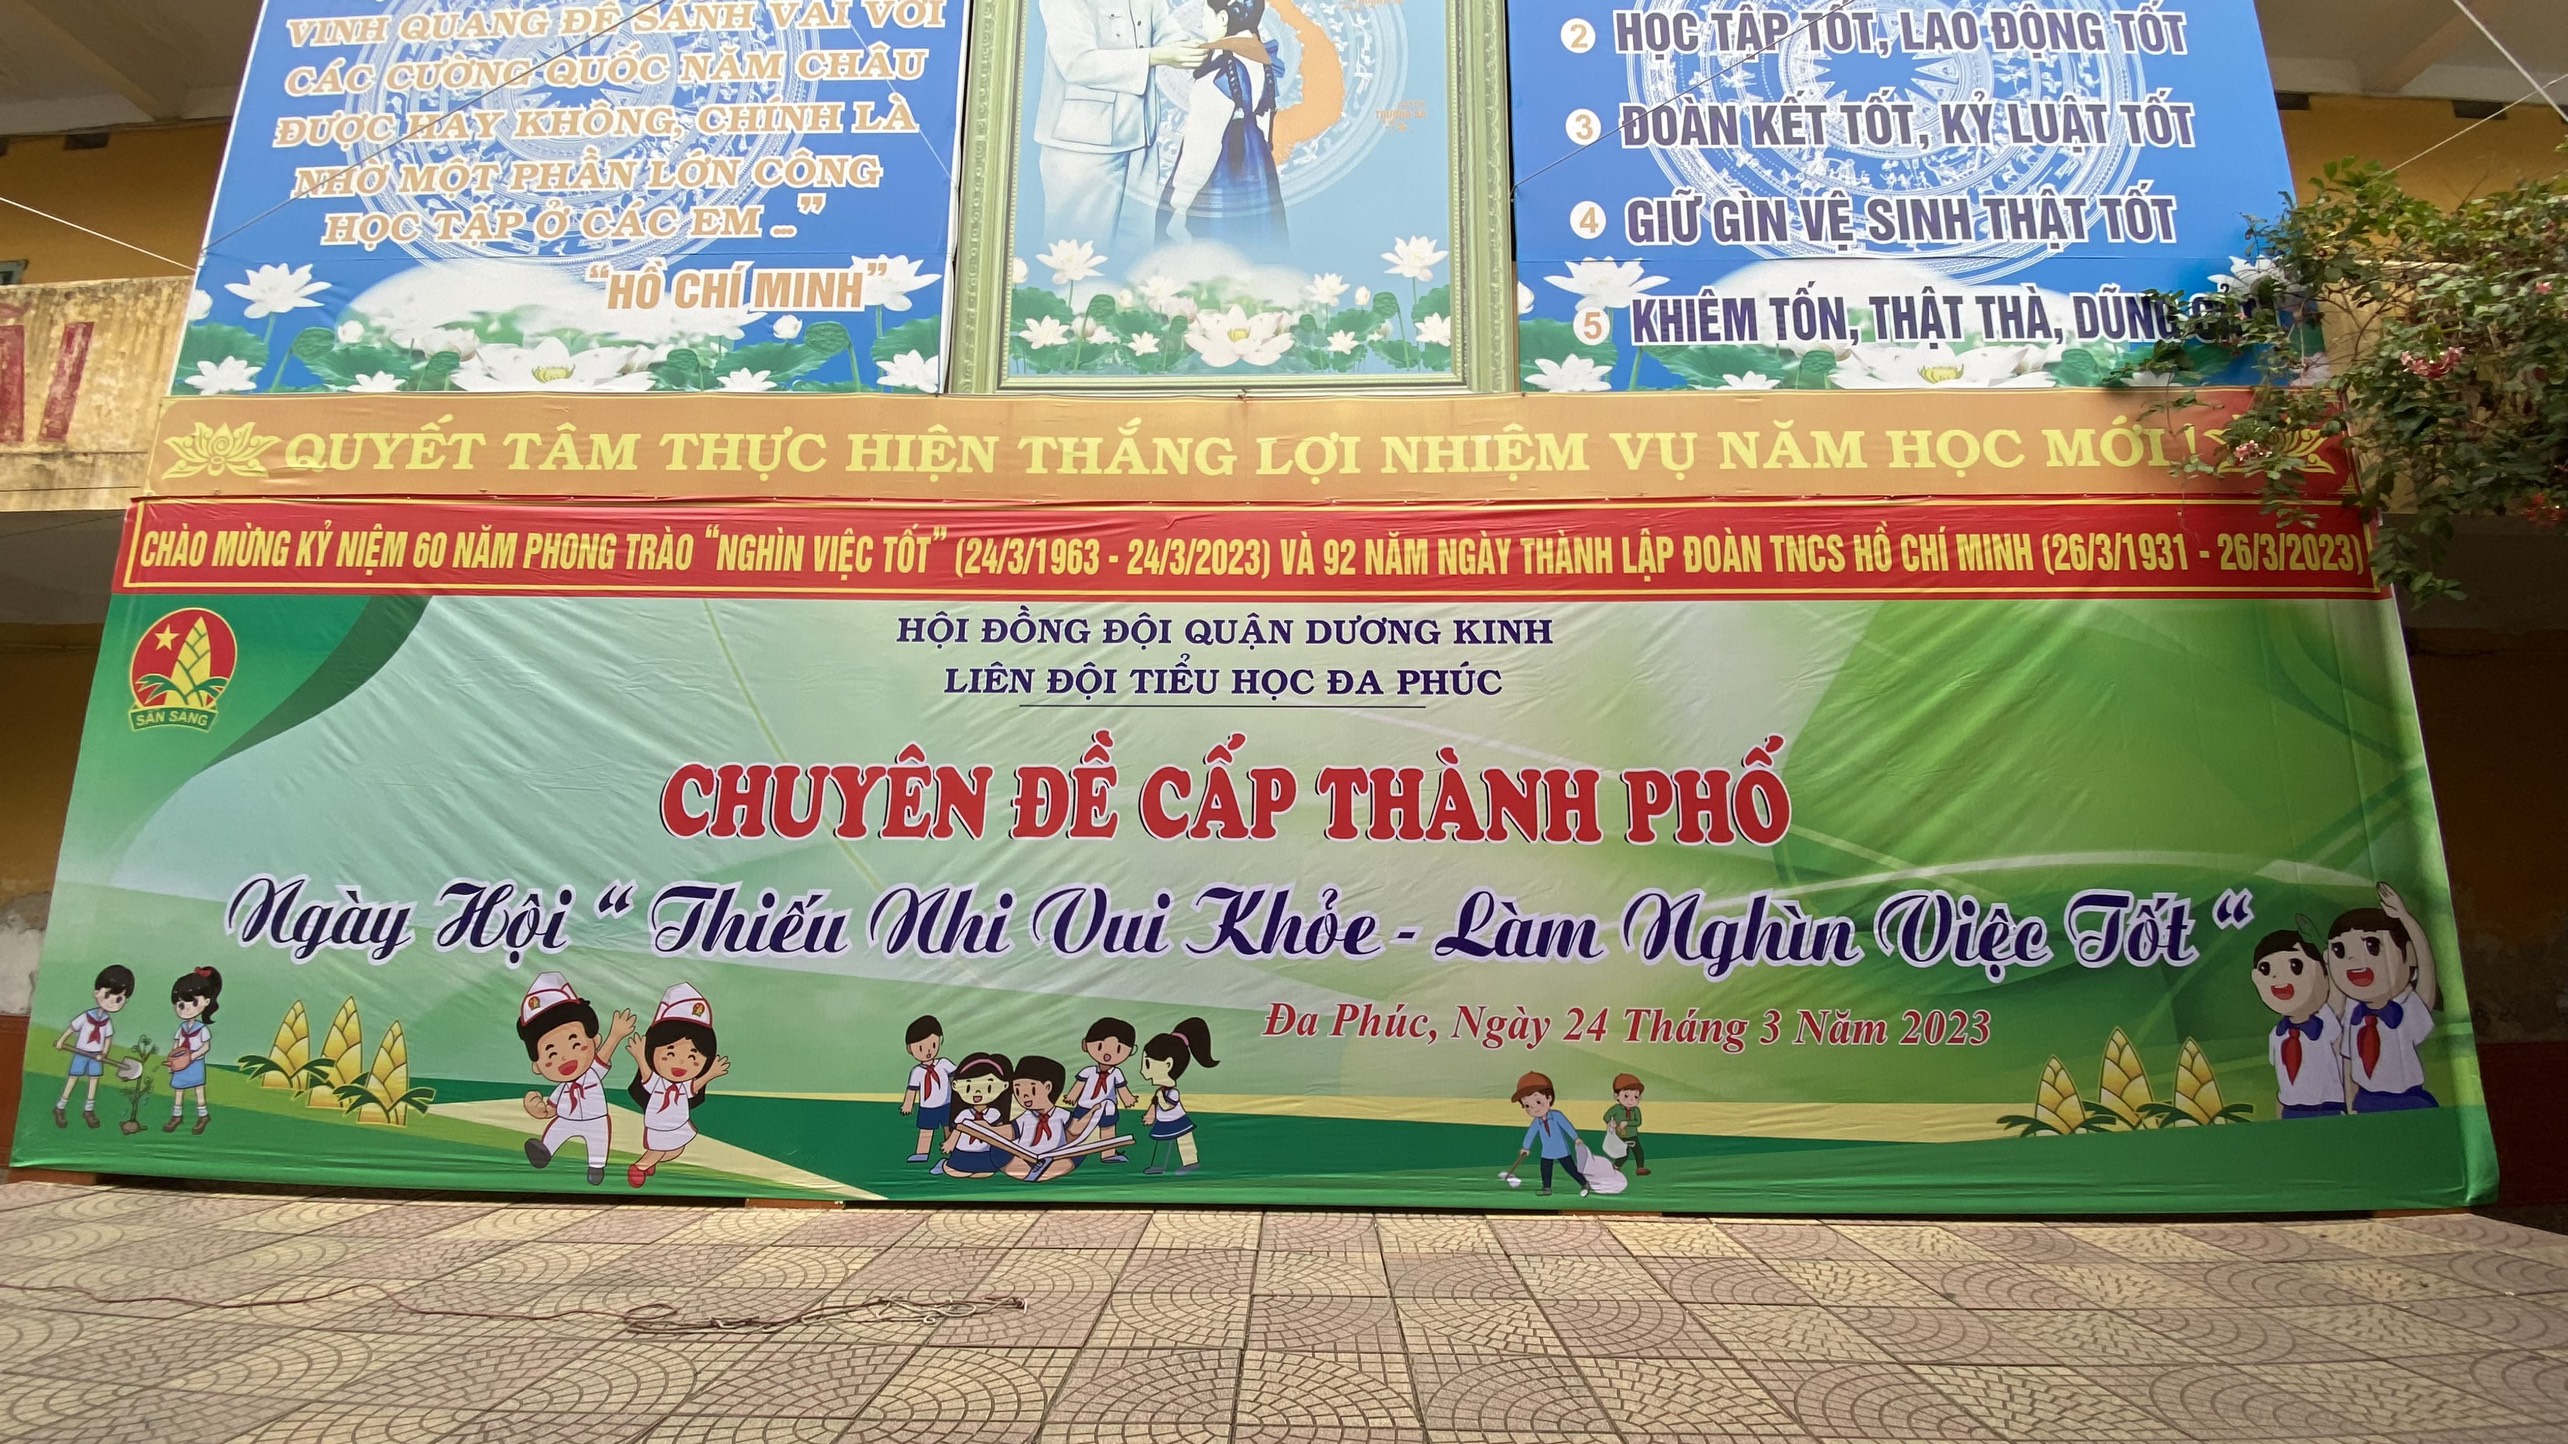 VINH QUANG ĐỂ SÁNH VAI VỚI
CÁC CƯỜNG QUỐC NĂM CHÂU
ĐƯỢC HAY KHÔNG, CHÍNH LÀ
NHỜ MỘT PHẦN LỚN CÔNG
HỌC TẬP Ở CÁC EM ..."
"HỒ CHÍ MINH"
TRƯỜNG SA
2 HỌC TẬP TỐT, LAO ĐỘNG TỐT
3 ĐOÀN KẾT TỐT, KỶ LUẬT TỐT
4 GIỮ GÌN VỆ SINH THẬT TỐT
5 KHIÊM TỐN, THẬT THÀ, DŨNG CẢM
QUYẾT TÂM THỰC HIỆN THẮNG LỢI NHIỆM VỤ NĂM HỌC MỚI !
CHÀO MỪNG KỶ NIỆM 60 NĂM PHONG TRÀO "NGHÌN VIỆC TỐT" (24/3/1963 - 24/3/2023) VÀ 92 NĂM NGÀY THÀNH LẬP ĐOÀN TNCS HỒ CHÍ MINH (26/3/1931 - 26/3/2023)
SẴN SÀNG
HỘI ĐỒNG ĐỘI QUẬN DƯƠNG KINH
LIÊN ĐỘI TIỂU HỌC ĐA PHÚC
CHUYÊN ĐỀ CẤP THÀNH PHỐ
Ngày Hội " Thiếu Nhi Vui Khỏe - Làm Nghìn Việc Tốt "
Đa Phúc, Ngày 24 Tháng 3 Năm 2023